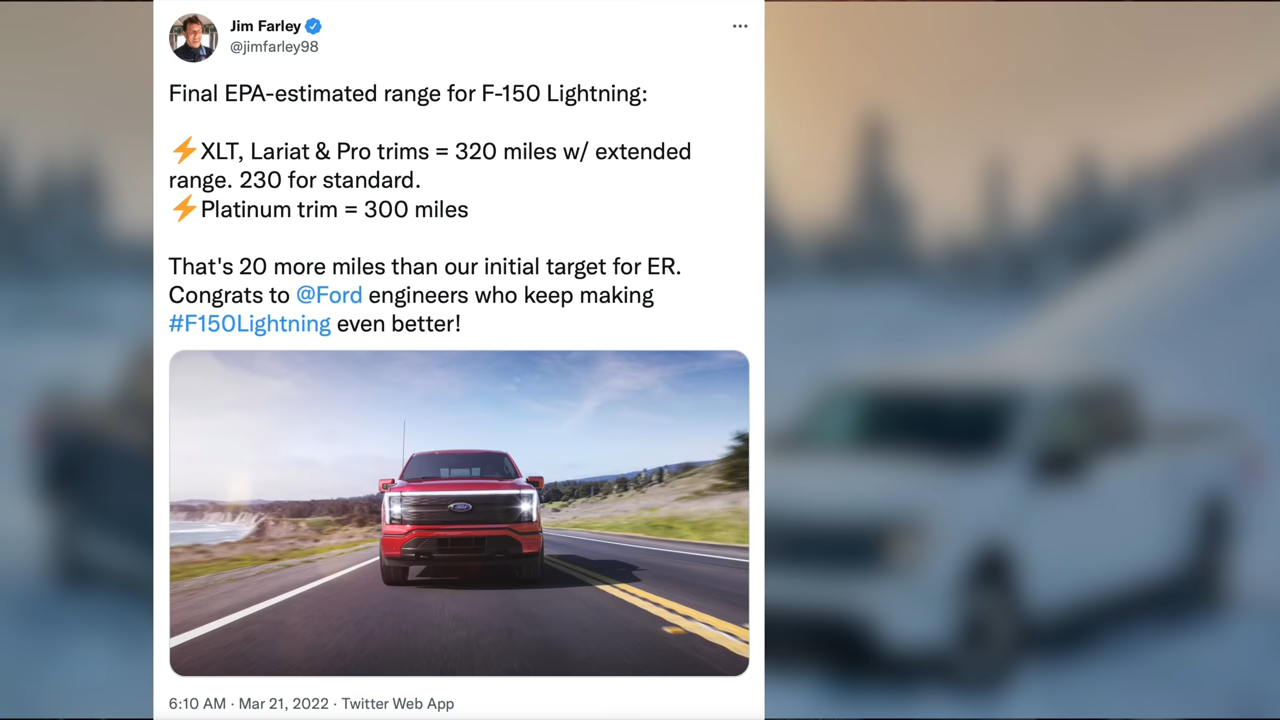 Jim Farley
@jimfarley98
Final EPA-estimated range for F-150 Lightning:
⚡XLT, Lariat & Pro trims = 320 miles w/ extended
range. 230 for standard.
⚡Platinum trim = 300 miles
That's 20 more miles than our initial target for ER.
Congrats to @Ford engineers who keep making
#F150Lightning even better!
Ford
6:10 AM · Mar 21, 2022 · Twitter Web App